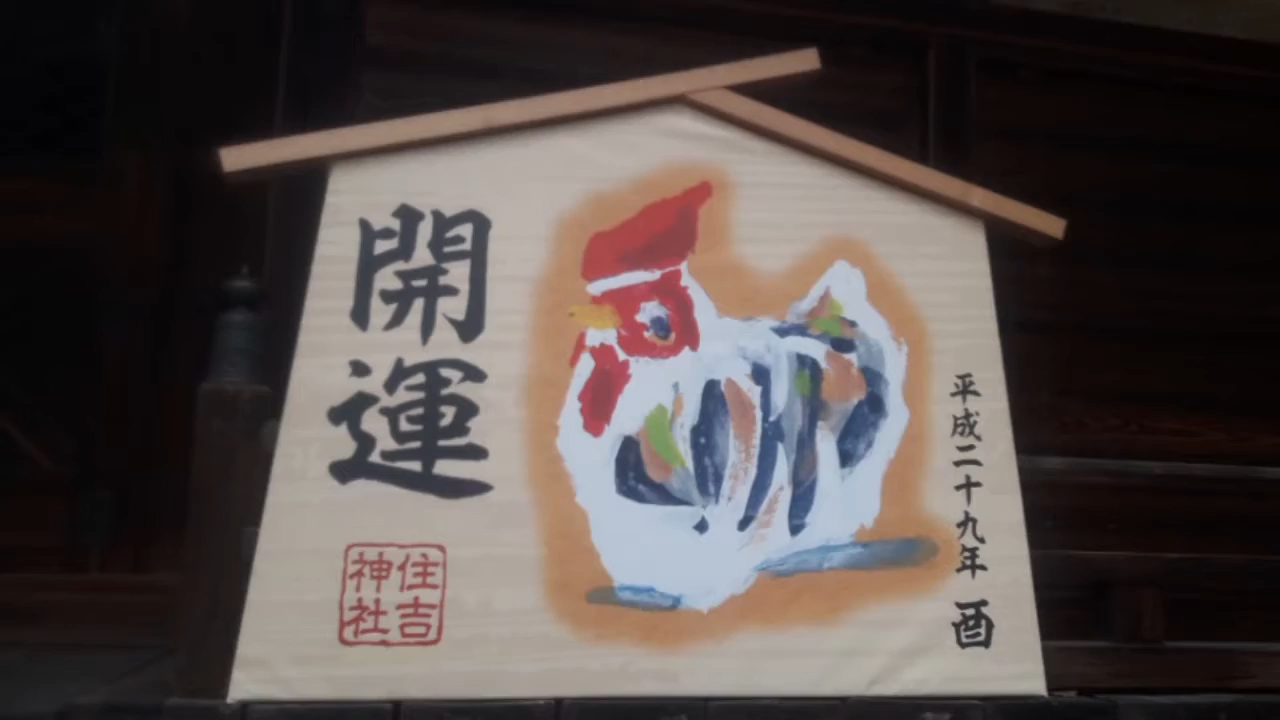 平成二十九年 酉
開運
住吉
神社